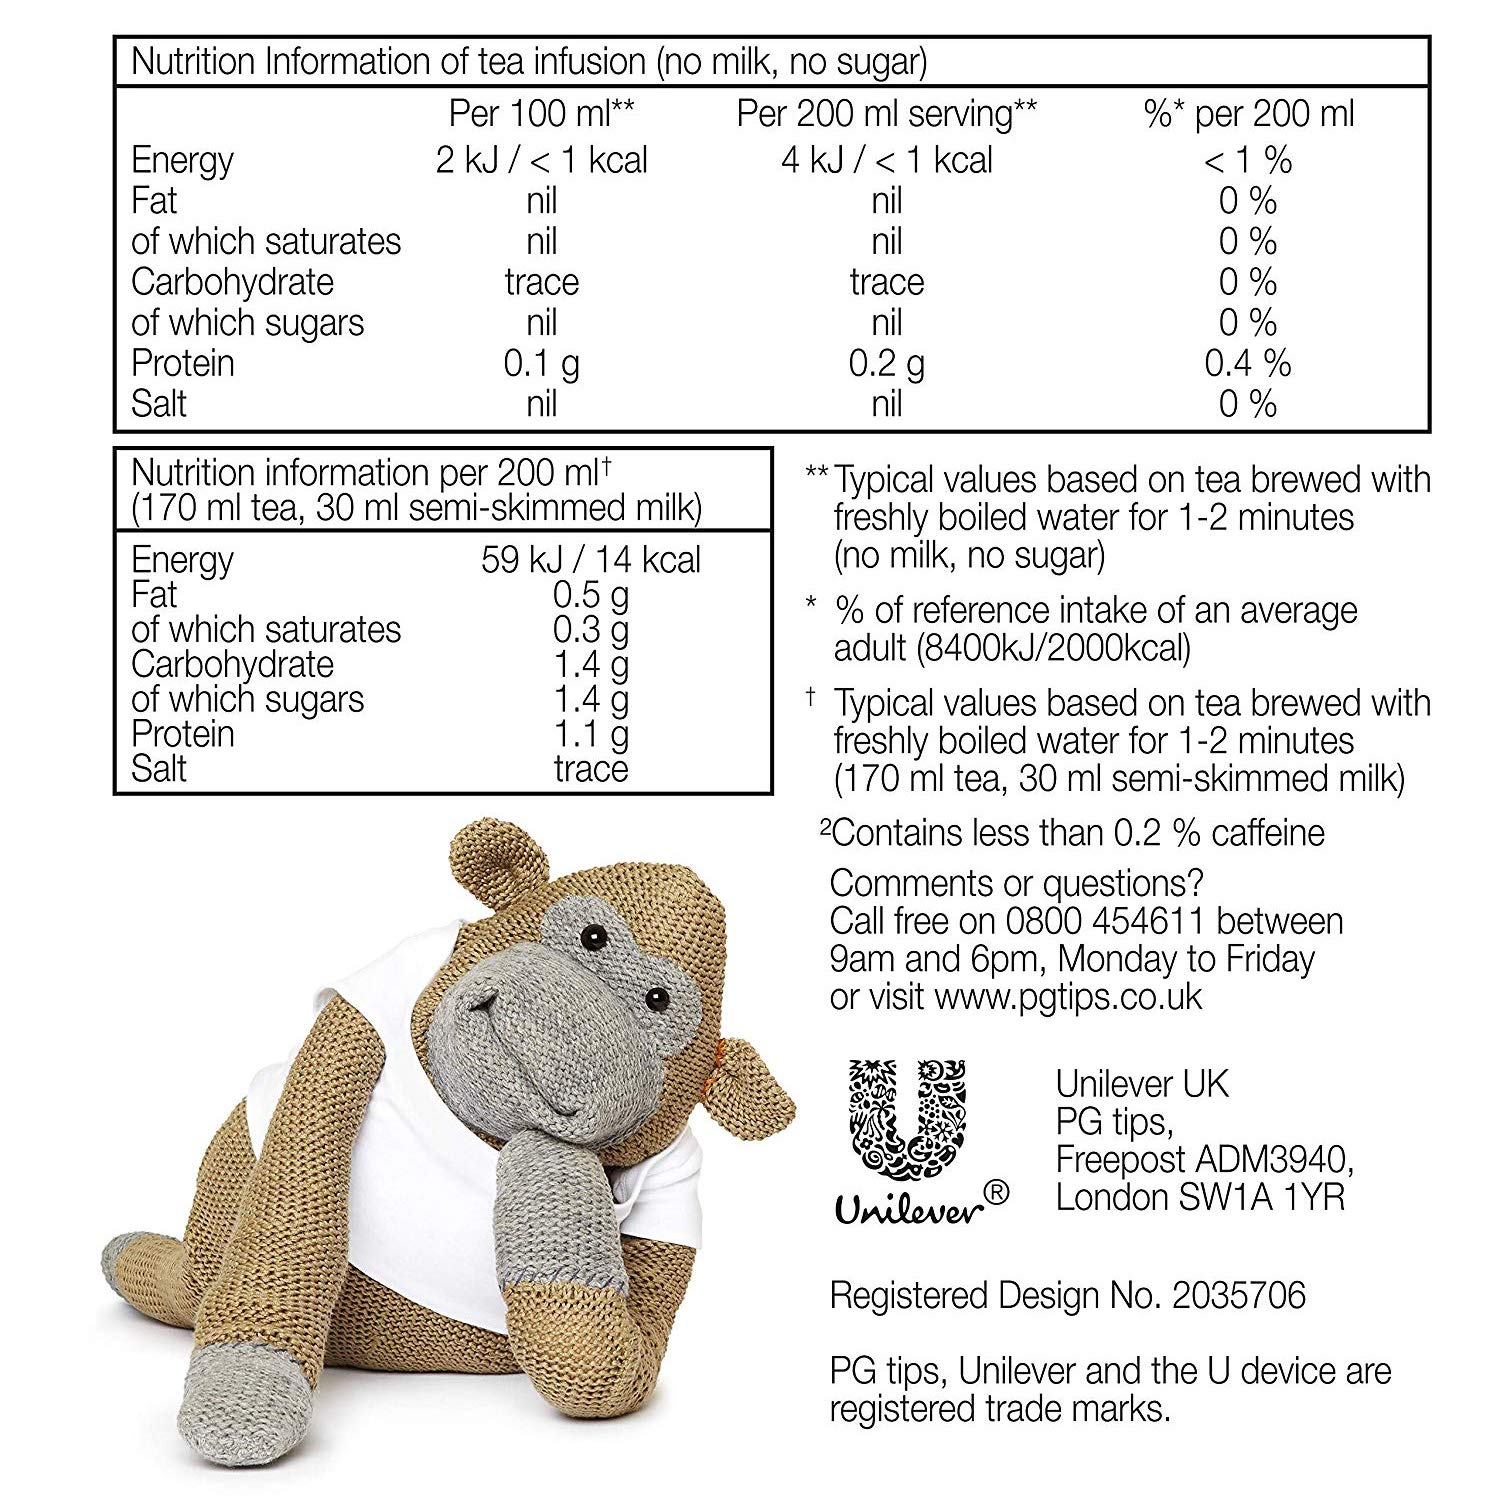 Nutrition Information of tea infusion (no milk, no sugar)
Per 100 ml** Per 200 ml serving** %* per 200 ml
Energy 2 kJ / < 1 kcal 4 kJ / < 1 kcal < 1 %
Fat nil nil 0 %
of which saturates nil nil 0 %
Carbohydrate trace trace 0 %
of which sugars nil nil 0 %
Protein 0.1 g 0.2 g 0.4 %
Salt nil nil 0 %
Nutrition information per 200 ml†
(170 ml tea, 30 ml semi-skimmed milk)
Energy 59 kJ / 14 kcal
Fat 0.5 g
of which saturates 0.3 g
Carbohydrate 1.4 g
of which sugars 1.4 g
Protein 1.1 g
Salt trace
** Typical values based on tea brewed with
freshly boiled water for 1-2 minutes
(no milk, no sugar)
* % of reference intake of an average
adult (8400kJ/2000kcal)
† Typical values based on tea brewed with
freshly boiled water for 1-2 minutes
(170 ml tea, 30 ml semi-skimmed milk)
²Contains less than 0.2 % caffeine
Comments or questions?
Call free on 0800 454611 between
9am and 6pm, Monday to Friday
or visit www.pgtips.co.uk
Unilever®
Unilever UK
PG tips,
Freepost ADM3940,
London SW1A 1YR
Registered Design No. 2035706
PG tips, Unilever and the U device are
registered trade marks.